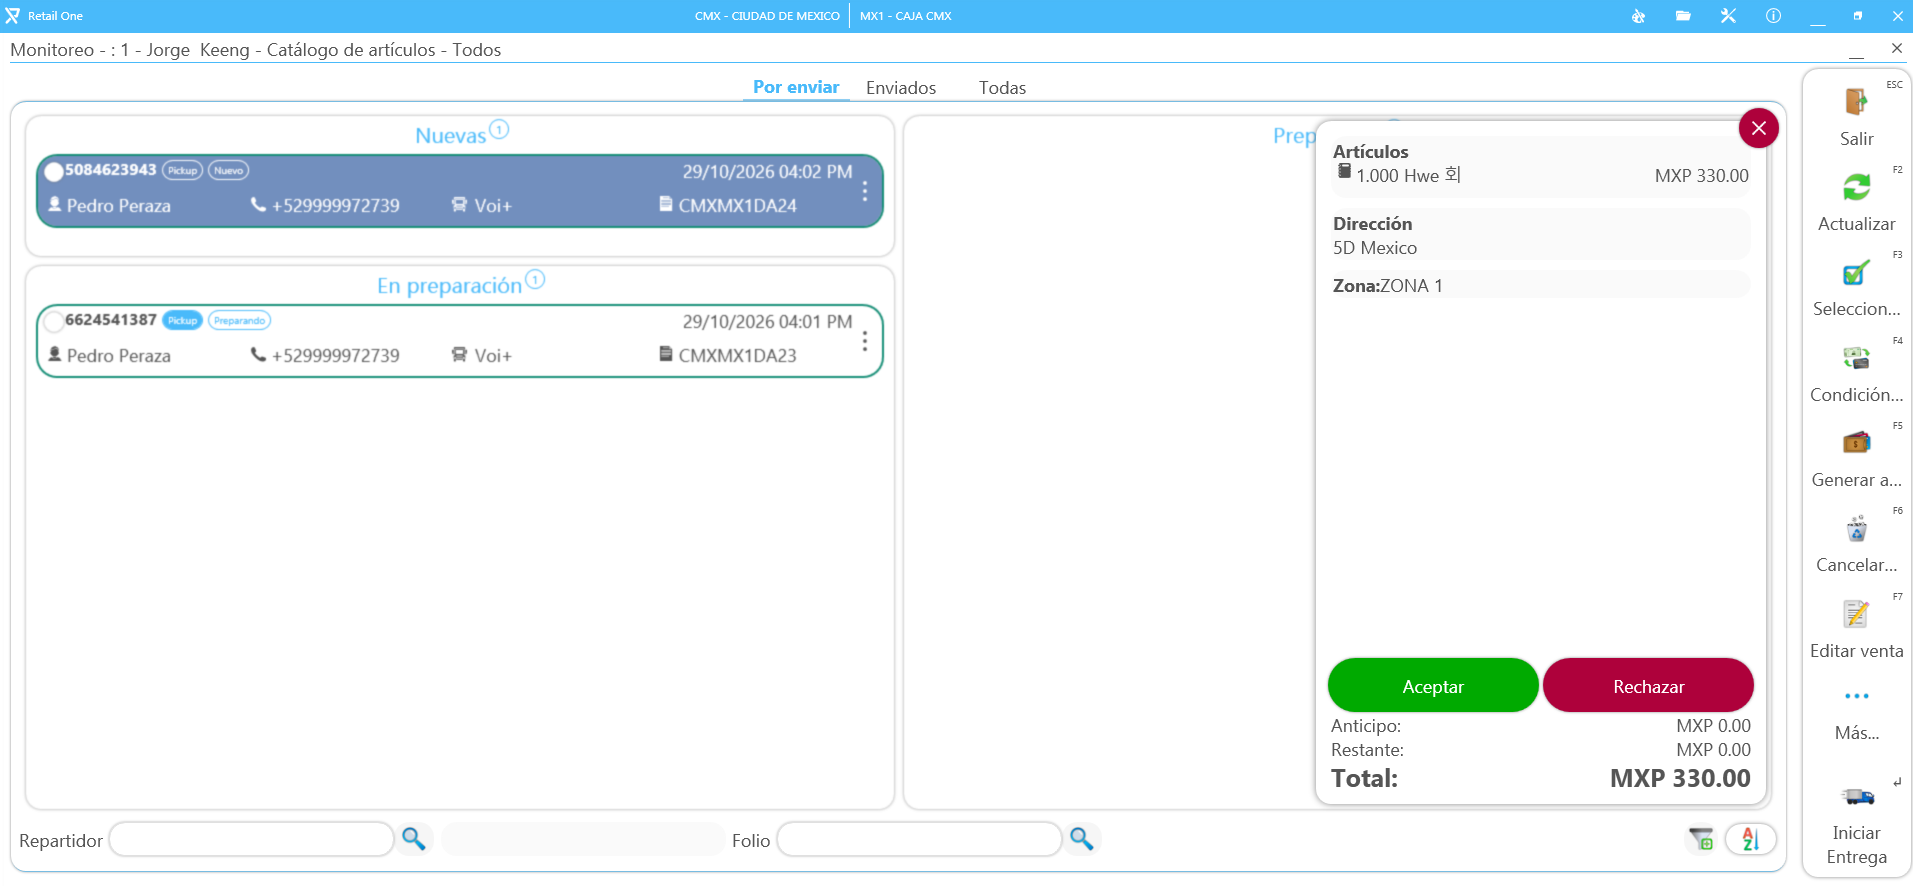 Retail One
CMX - CIUDAD DE MEXICO
MX1 - CAJA CMX
Monitoreo - : 1 - Jorge  Keeng - Catálogo de artículos - Todos
Por enviar
Enviados
Todas
Nuevas 1
5084623943 Pickup Nuevo
29/10/2026 04:02 PM
Pedro Peraza
+529999972739
Voi+
CMXMX1DA24
En preparación 1
6624541387 Pickup Preparando
29/10/2026 04:01 PM
Pedro Peraza
+529999972739
Voi+
CMXMX1DA23
Prep
Artículos
1.000 Hwe 회
MXP 330.00
Dirección
5D Mexico
Zona:ZONA 1
Aceptar
Rechazar
Anticipo: MXP 0.00
Restante: MXP 0.00
Total: MXP 330.00
Repartidor
Folio
ESC
Salir
F2
Actualizar
F3
Seleccion...
F4
Condición...
F5
Generar a...
F6
Cancelar...
F7
Editar venta
Más...
Iniciar
Entrega